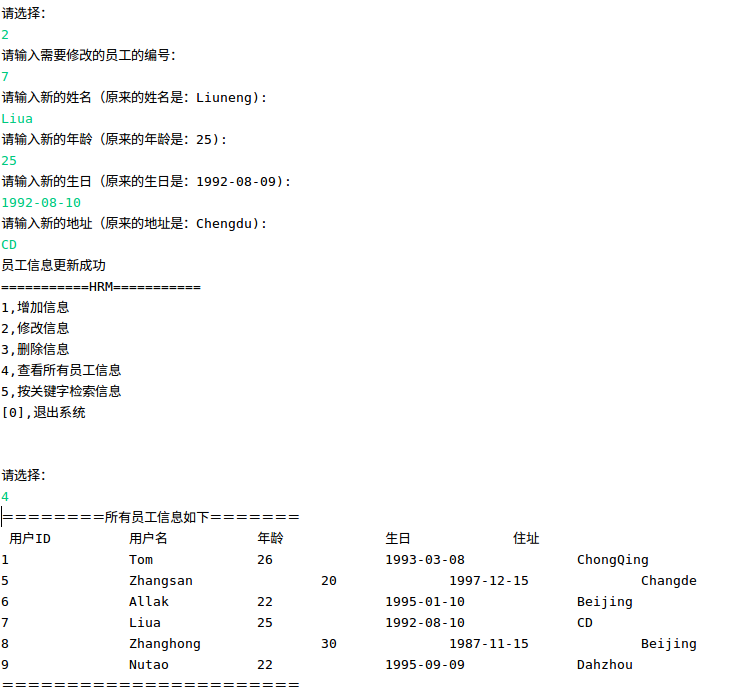 请选择：
2
请输入需要修改的员工的编号：
7
请输入新的姓名（原来的姓名是：Liuneng）：
Liua
请输入新的年龄（原来的年龄是：25）：
25
请输入新的生日（原来的生日是：1992-08-09）：
1992-08-10
请输入新的地址（原来的地址是：Chengdu）：
CD
员工信息更新成功
===========HRM===========
1,增加信息
2,修改信息
3,删除信息
4,查看所有员工信息
5,按关键字检索信息
[0],退出系统
请选择：
4
＝＝＝＝＝＝＝＝所有员工信息如下＝＝＝＝＝＝＝
用户ID 用户名 年龄 生日 住址
1 Tom 26 1993-03-08 ChongQing
5 Zhangsan 20 1997-12-15 Changde
6 Allak 22 1995-01-10 Beijing
7 Liua 25 1992-08-10 CD
8 Zhanghong 30 1987-11-15 Beijing
9 Nutao 22 1995-09-09 Dahzhou
＝＝＝＝＝＝＝＝＝＝＝＝＝＝＝＝＝＝＝＝＝＝＝